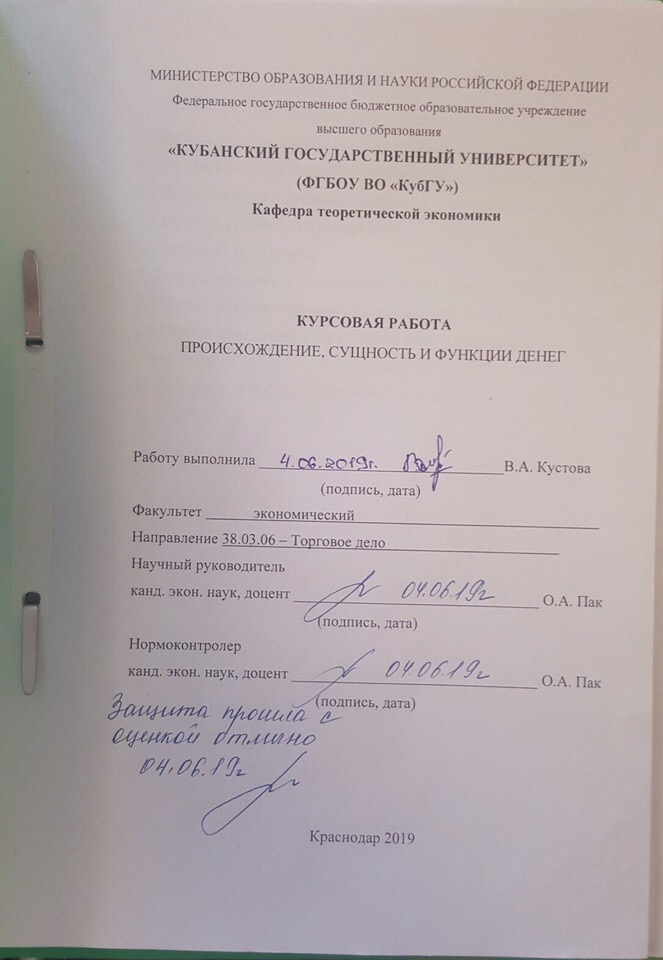 МИНИСТЕРСТВО ОБРАЗОВАНИЯ И НАУКИ РОССИЙСКОЙ ФЕДЕРАЦИИ
Федеральное государственное бюджетное образовательное учреждение
высшего образования
«КУБАНСКИЙ ГОСУДАРСТВЕННЫЙ УНИВЕРСИТЕТ»
(ФГБОУ ВО «КубГУ»)
Кафедра теоретической экономики
КУРСОВАЯ РАБОТА
ПРОИСХОЖДЕНИЕ, СУЩНОСТЬ И ФУНКЦИИ ДЕНЕГ
Работу выполнила 4.06.2019г. В.А. Кустова
(подпись, дата)
Факультет экономический
Направление 38.03.06 – Торговое дело
Научный руководитель
канд. экон. наук, доцент 04.06.19г О.А. Пак
(подпись, дата)
Нормоконтролер
канд. экон. наук, доцент 04.06.19г О.А. Пак
(подпись, дата)
Защита прошла с
оценкой отлично
04.06.19г
Краснодар 2019